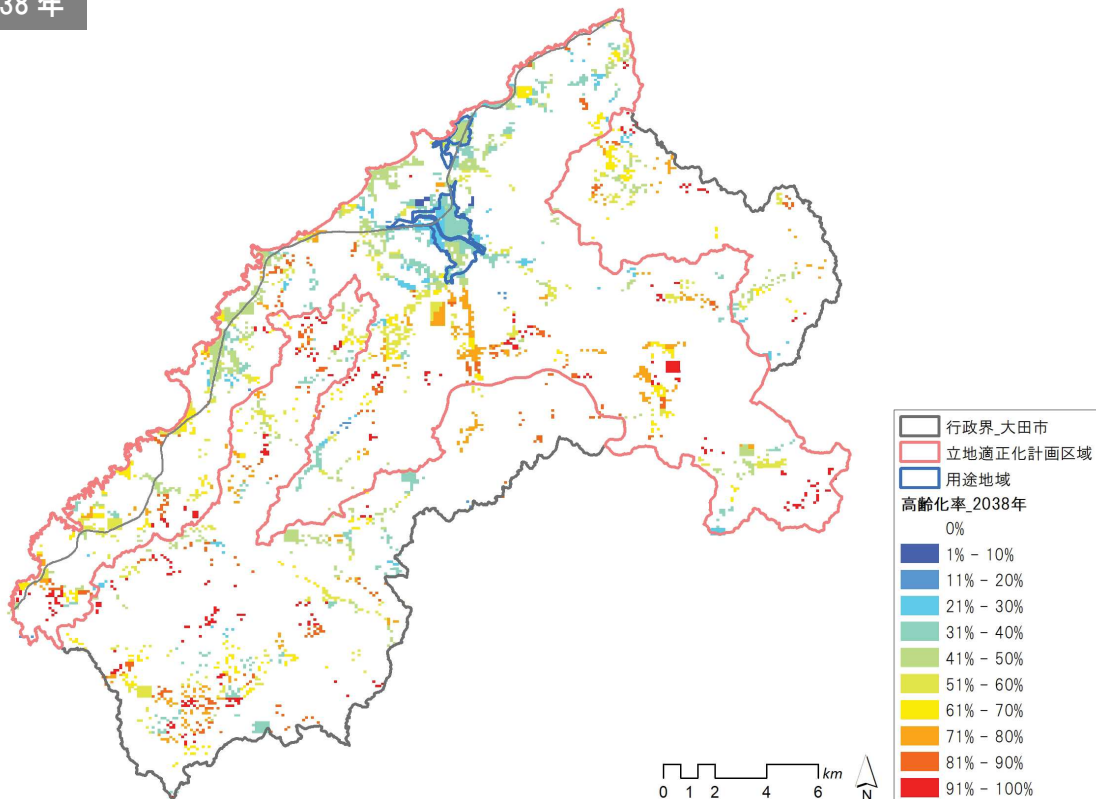 38 年
行政界_大田市
立地適正化計画区域
用途地域
高齢化率_2038年
0%
1% - 10%
11% - 20%
21% - 30%
31% - 40%
41% - 50%
51% - 60%
61% - 70%
71% - 80%
81% - 90%
91% - 100%
km
0 1 2 4 6
N